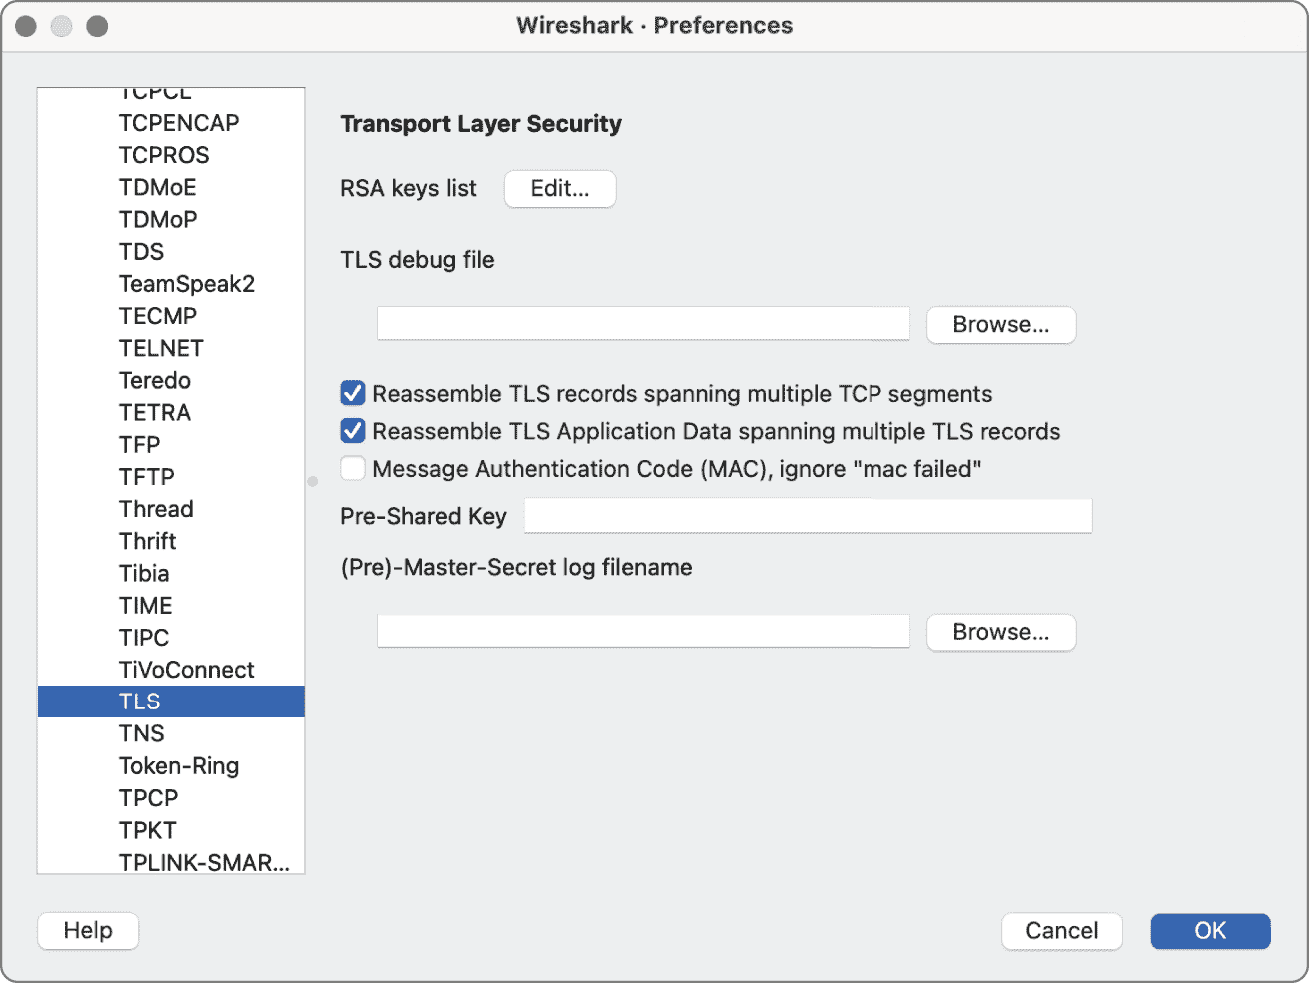 Wireshark · Preferences
TCPCL
TCPENCAP
TCPROS
TDMoE
TDMoP
TDS
TeamSpeak2
TECMP
TELNET
Teredo
TETRA
TFP
TFTP
Thread
Thrift
Tibia
TIME
TIPC
TiVoConnect
TLS
TNS
Token-Ring
TPCP
TPKT
TPLINK-SMAR...
Transport Layer Security
RSA keys list Edit...
TLS debug file
Browse...
Reassemble TLS records spanning multiple TCP segments
Reassemble TLS Application Data spanning multiple TLS records
Message Authentication Code (MAC), ignore "mac failed"
Pre-Shared Key
(Pre)-Master-Secret log filename
Browse...
Help Cancel OK